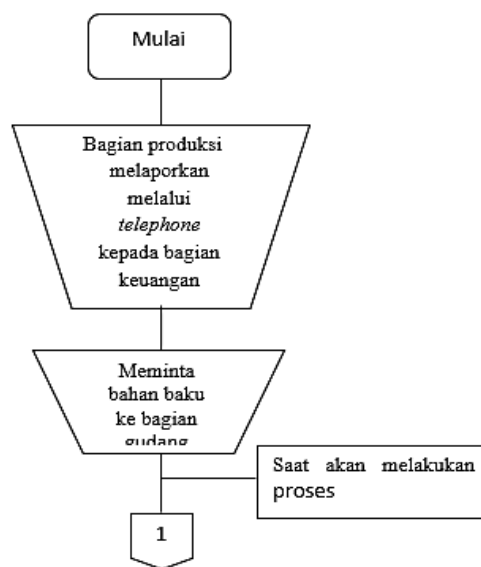 Mulai
Bagian produksi
melaporkan
melalui
telephone
kepada bagian
keuangan
Meminta
bahan baku
ke bagian
gudang
Saat akan melakukan
proses
1